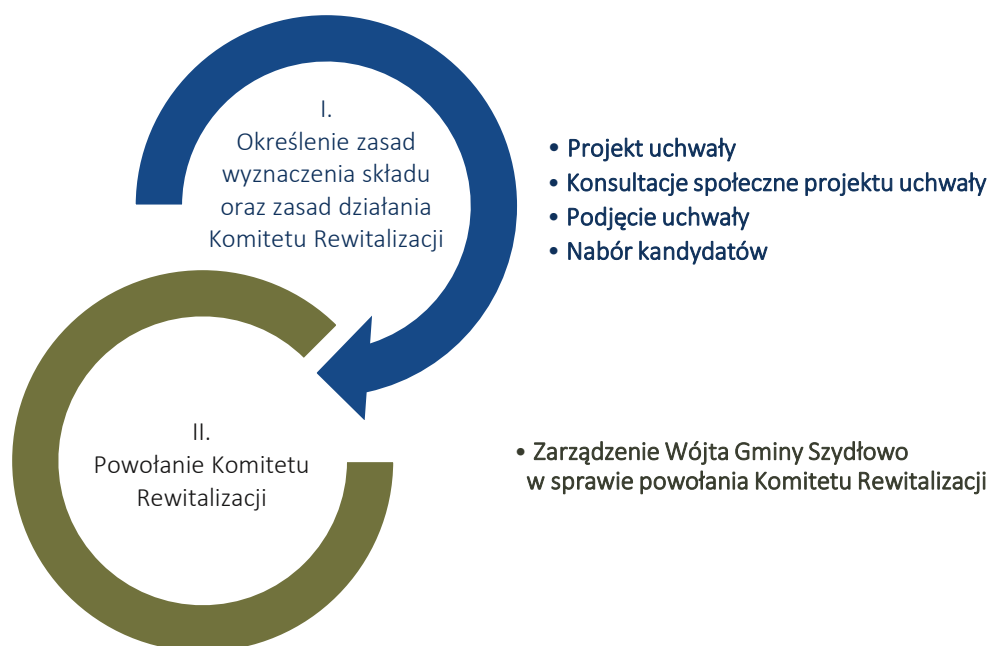 I.
Określenie zasad
wyznaczenia składu
oraz zasad działania
Komitetu Rewitalizacji
• Projekt uchwały
• Konsultacje społeczne projektu uchwały
• Podjęcie uchwały
• Nabór kandydatów
II.
Powołanie Komitetu
Rewitalizacji
• Zarządzenie Wójta Gminy Szydłowo
w sprawie powołania Komitetu Rewitalizacji